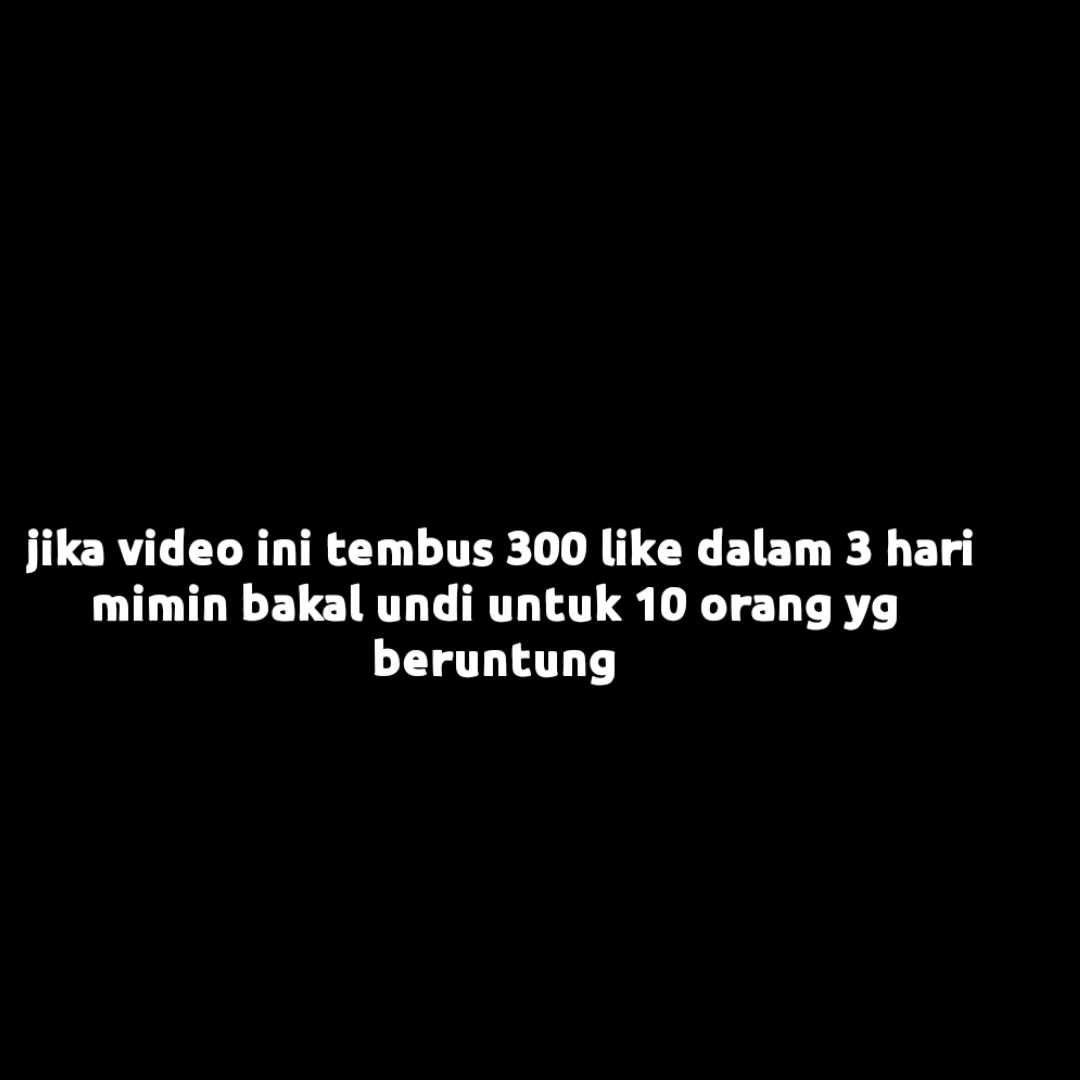 jika video ini tembus 300 like dalam 3 hari
mimin bakal undi untuk 10 orang yg
beruntung